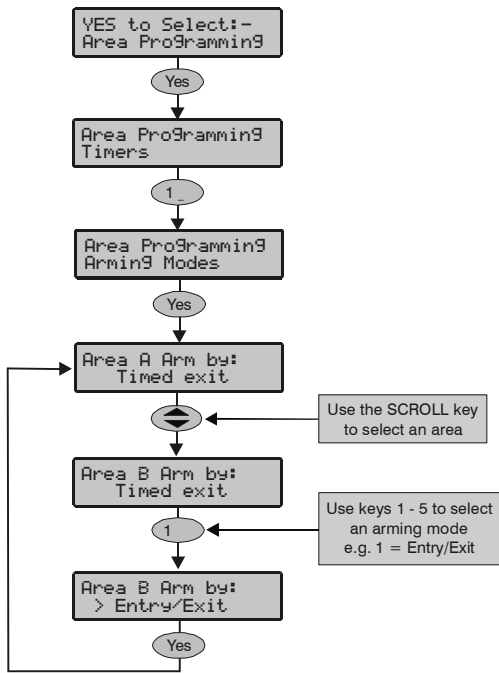 YES to Select:-
Area Programming
Yes
Area Programming
Timers
1_
Area Programming
Arming Modes
Yes
Area A Arm by:
Timed exit
Use the SCROLL key
to select an area
Area B Arm by:
Timed exit
1
Use keys 1 - 5 to select
an arming mode
e.g. 1 = Entry/Exit
Area B Arm by:
> Entry/Exit
Yes